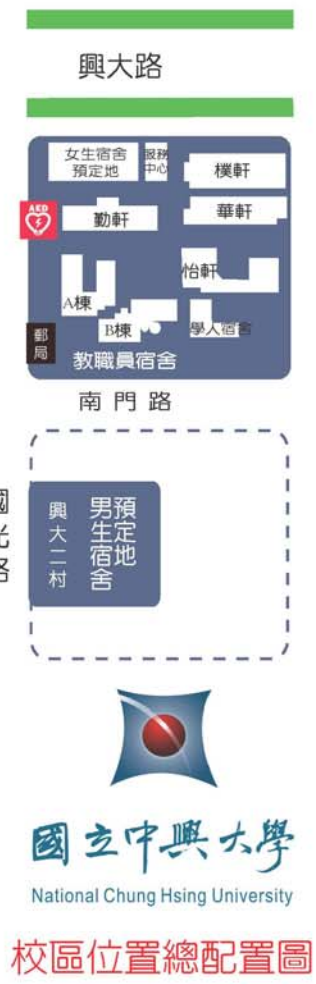 興大路
女生宿舍
預定地
服務
中心
樸軒
華軒
AED
勤軒
怡軒
A棟
B棟
學人宿舍
郵局
教職員宿舍
南門路
國光路
興大二村
預定地
男生宿舍
國立中興大學
National Chung Hsing University
校區位置總配置圖